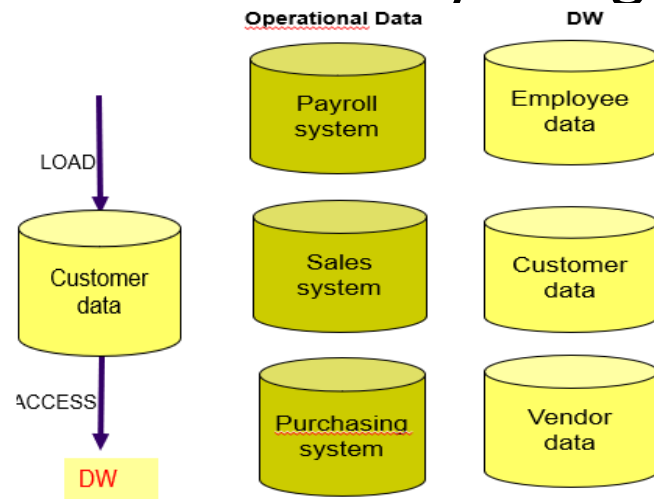 Operational Data
DW
Payroll
system
Employee
data
LOAD
Customer
data
Sales
system
Customer
data
ACCESS
Purchasing
system
Vendor
data
DW